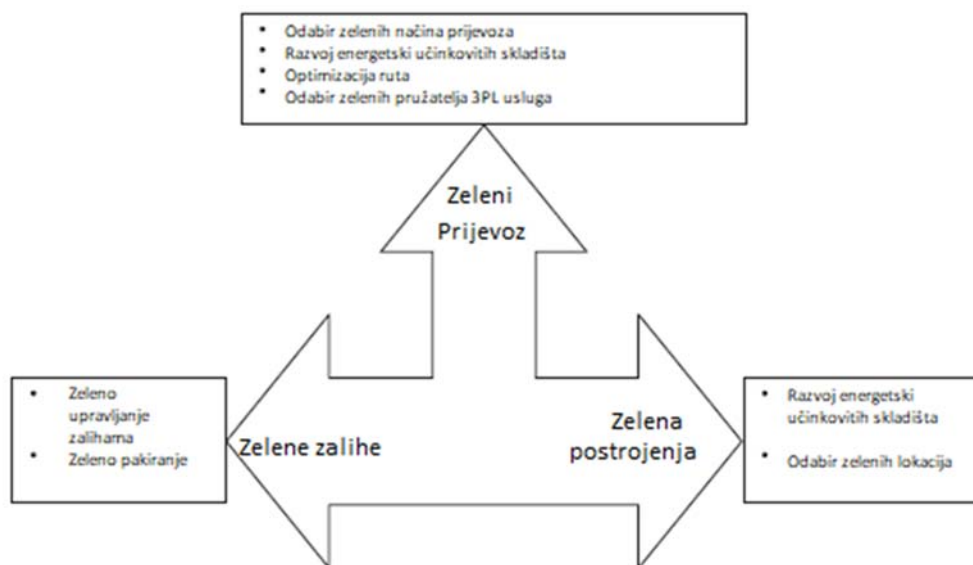 • Odabir zelenih načina prijevoza
• Razvoj energetski učinkovitih skladišta
• Optimizacija ruta
• Odabir zelenih pružatelja 3PL usluga
Zeleni
Prijevoz
• Zeleno
upravljanje
zalihama
• Zeleno pakiranje
Zelene zalihe
Zelena
postrojenja
• Razvoj energetski
učinkovitih skladišta
• Odabir zelenih lokacija